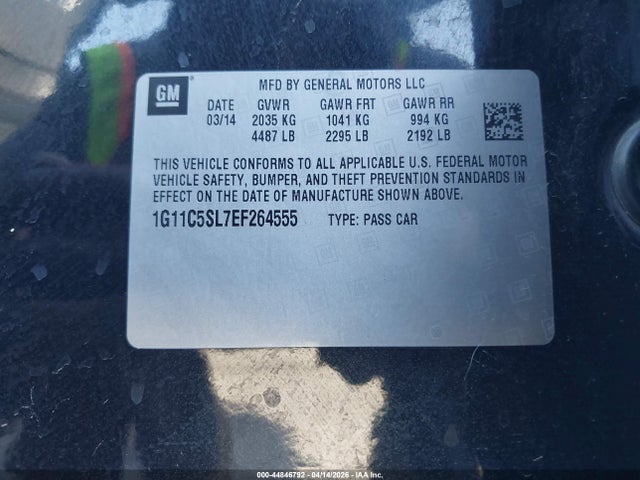 GM
MFD BY GENERAL MOTORS LLC
DATE GVWR GAWR FRT GAWR RR
03/14 2035 KG 1041 KG 994 KG
4487 LB 2295 LB 2192 LB
THIS VEHICLE CONFORMS TO ALL APPLICABLE U.S. FEDERAL MOTOR
VEHICLE SAFETY, BUMPER, AND THEFT PREVENTION STANDARDS IN
EFFECT ON THE DATE OF MANUFACTURE SHOWN ABOVE.
1G11C5SL7EF264555 TYPE: PASS CAR
000-44846792 - 04/14/2026 - IAA Inc.